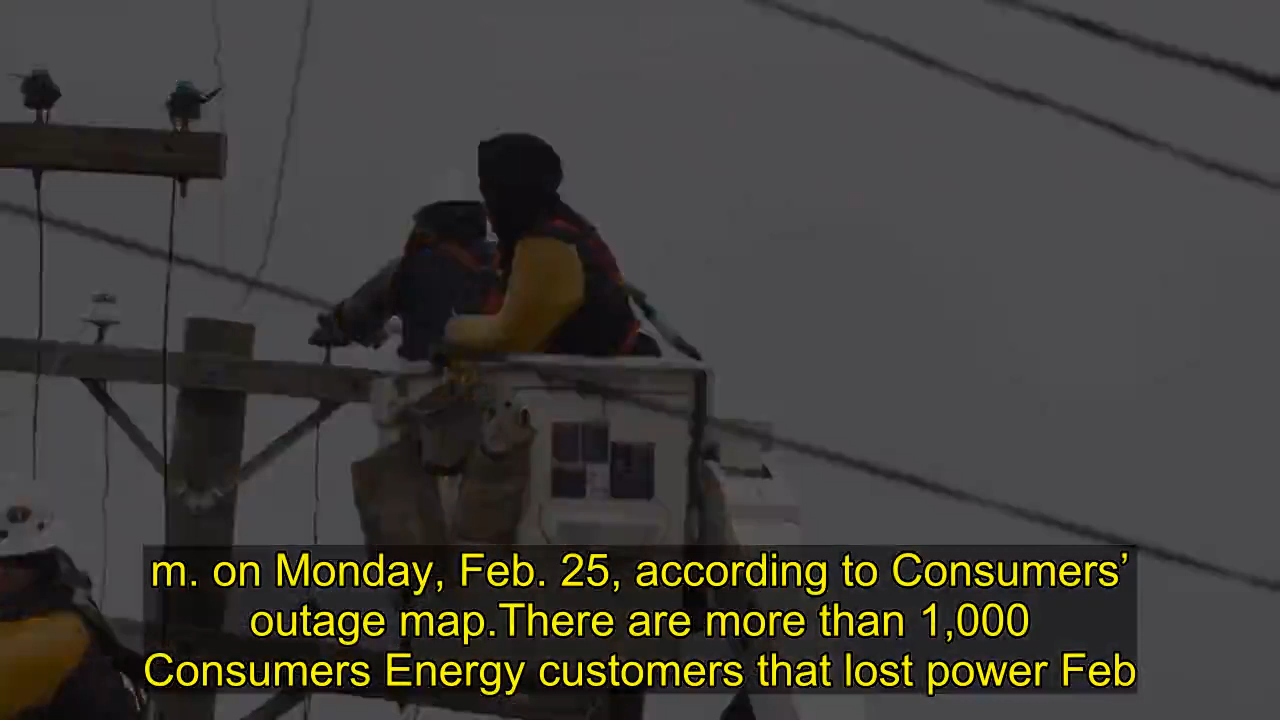 m. on Monday, Feb. 25, according to Consumers’
outage map.There are more than 1,000
Consumers Energy customers that lost power Feb